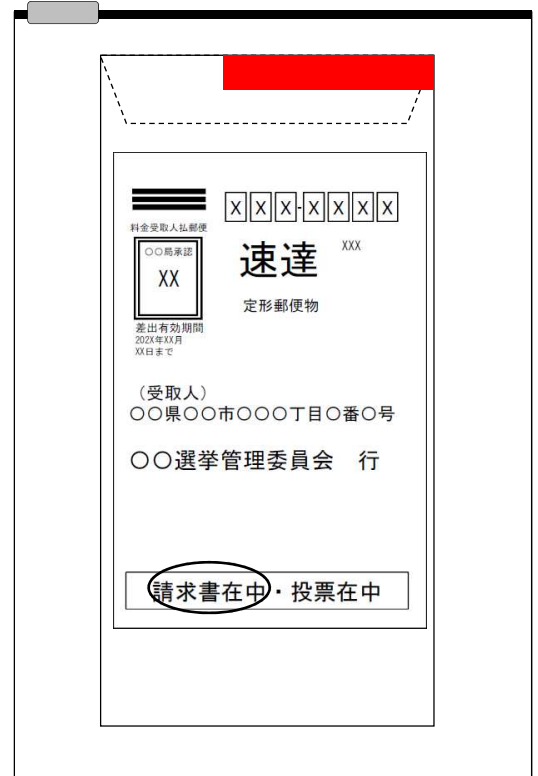 XXX-XXXX
料金受取人払郵便
○○局承認
XX
速達
XXX
定形郵便物
差出有効期間
202X年XX月
XX日まで
（受取人）
○○県○○市○○○丁目○番○号
○○選挙管理委員会　行
請求書在中・投票在中